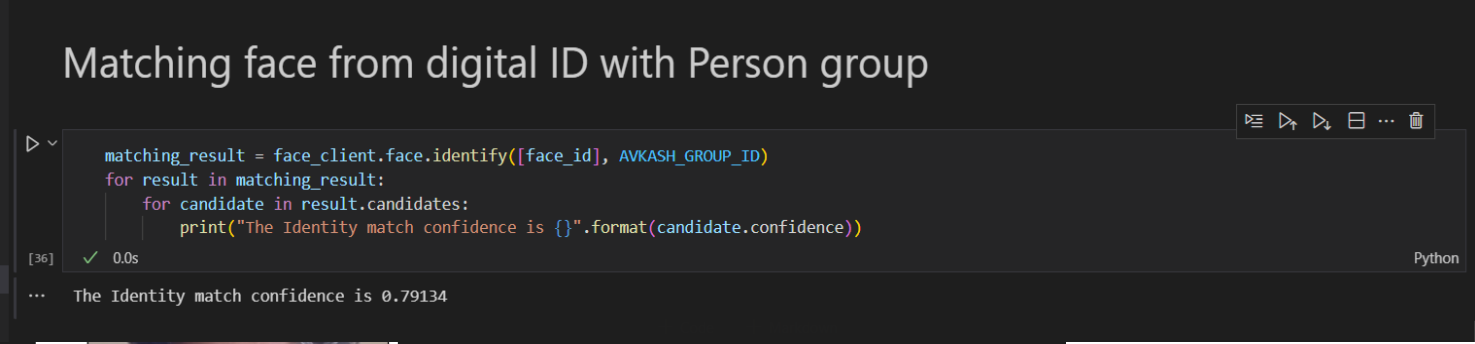 Matching face from digital ID with Person group
matching_result = face_client.face.identify([face_id], AVKASH_GROUP_ID)
for result in matching_result:
    for candidate in result.candidates:
        print("The Identity match confidence is {}".format(candidate.confidence))
[36] 0.0s Python
The Identity match confidence is 0.79134